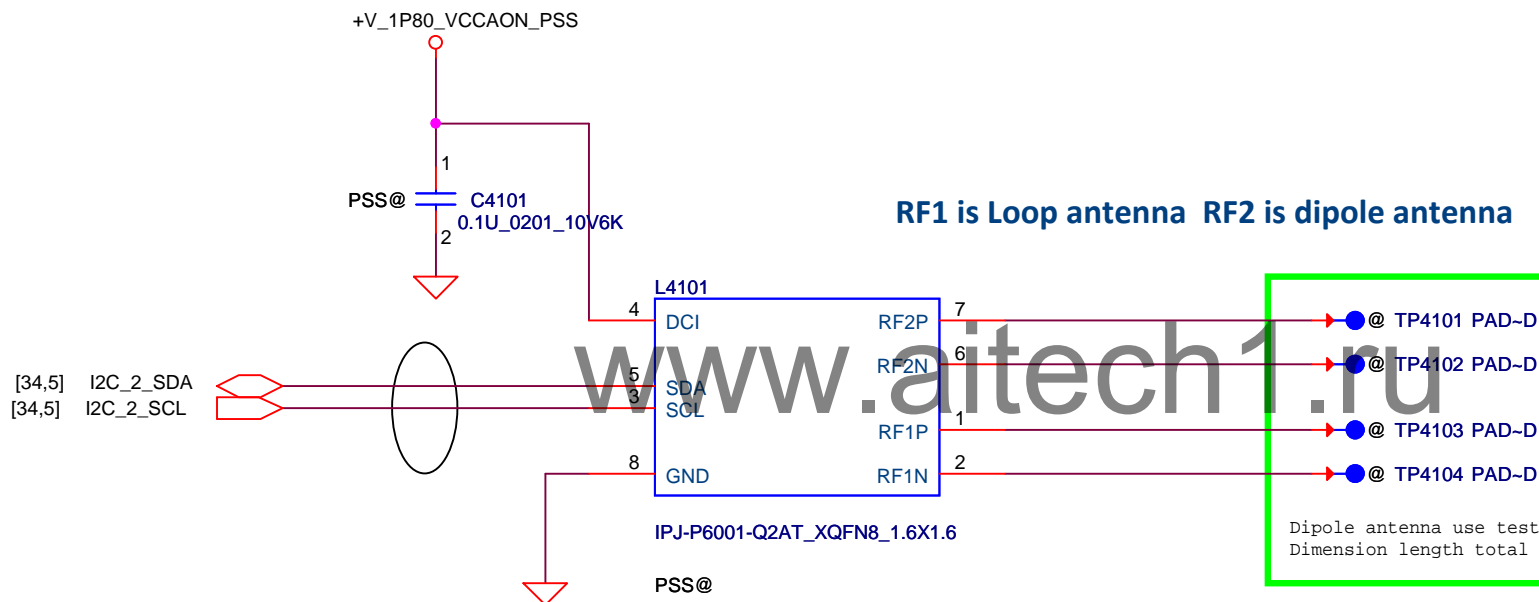 +V_1P80_VCCAON_PSS
1
PSS@
C4101
0.1U_0201_10V6K
2
RF1 is Loop antenna RF2 is dipole antenna
L4101
4
DCI
RF2P
7
@ TP4101 PAD~D
RF2N
6
@ TP4102 PAD~D
www.aitech1.ru
[34,5] I2C_2_SDA
5
SDA
[34,5] I2C_2_SCL
3
SCL
RF1P
1
@ TP4103 PAD~D
8
GND
RF1N
2
@ TP4104 PAD~D
IPJ-P6001-Q2AT_XQFN8_1.6X1.6
Dipole antenna use test
Dimension length total
PSS@